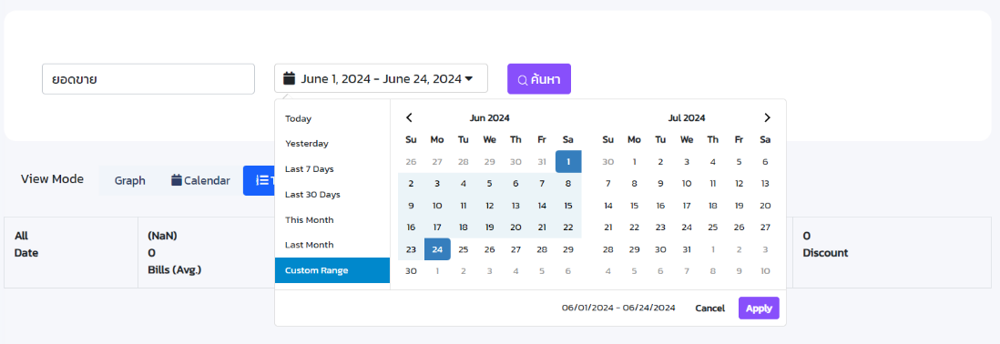 ยอดขาย
June 1, 2024 - June 24, 2024
ค้นหา
Today
Yesterday
Last 7 Days
Last 30 Days
This Month
Last Month
Custom Range
Jun 2024
Su Mo Tu We Th Fr Sa
26 27 28 29 30 31 1
2 3 4 5 6 7 8
9 10 11 12 13 14 15
16 17 18 19 20 21 22
23 24 25 26 27 28 29
30 1 2 3 4 5 6
Jul 2024
Su Mo Tu We Th Fr Sa
30 1 2 3 4 5 6
7 8 9 10 11 12 13
14 15 16 17 18 19 20
21 22 23 24 25 26 27
28 29 30 31 1 2 3
4 5 6 7 8 9 10
06/01/2024 - 06/24/2024 Cancel Apply
View Mode Graph Calendar
All
Date
(NaN)
0
Bills (Avg.)
0
Discount